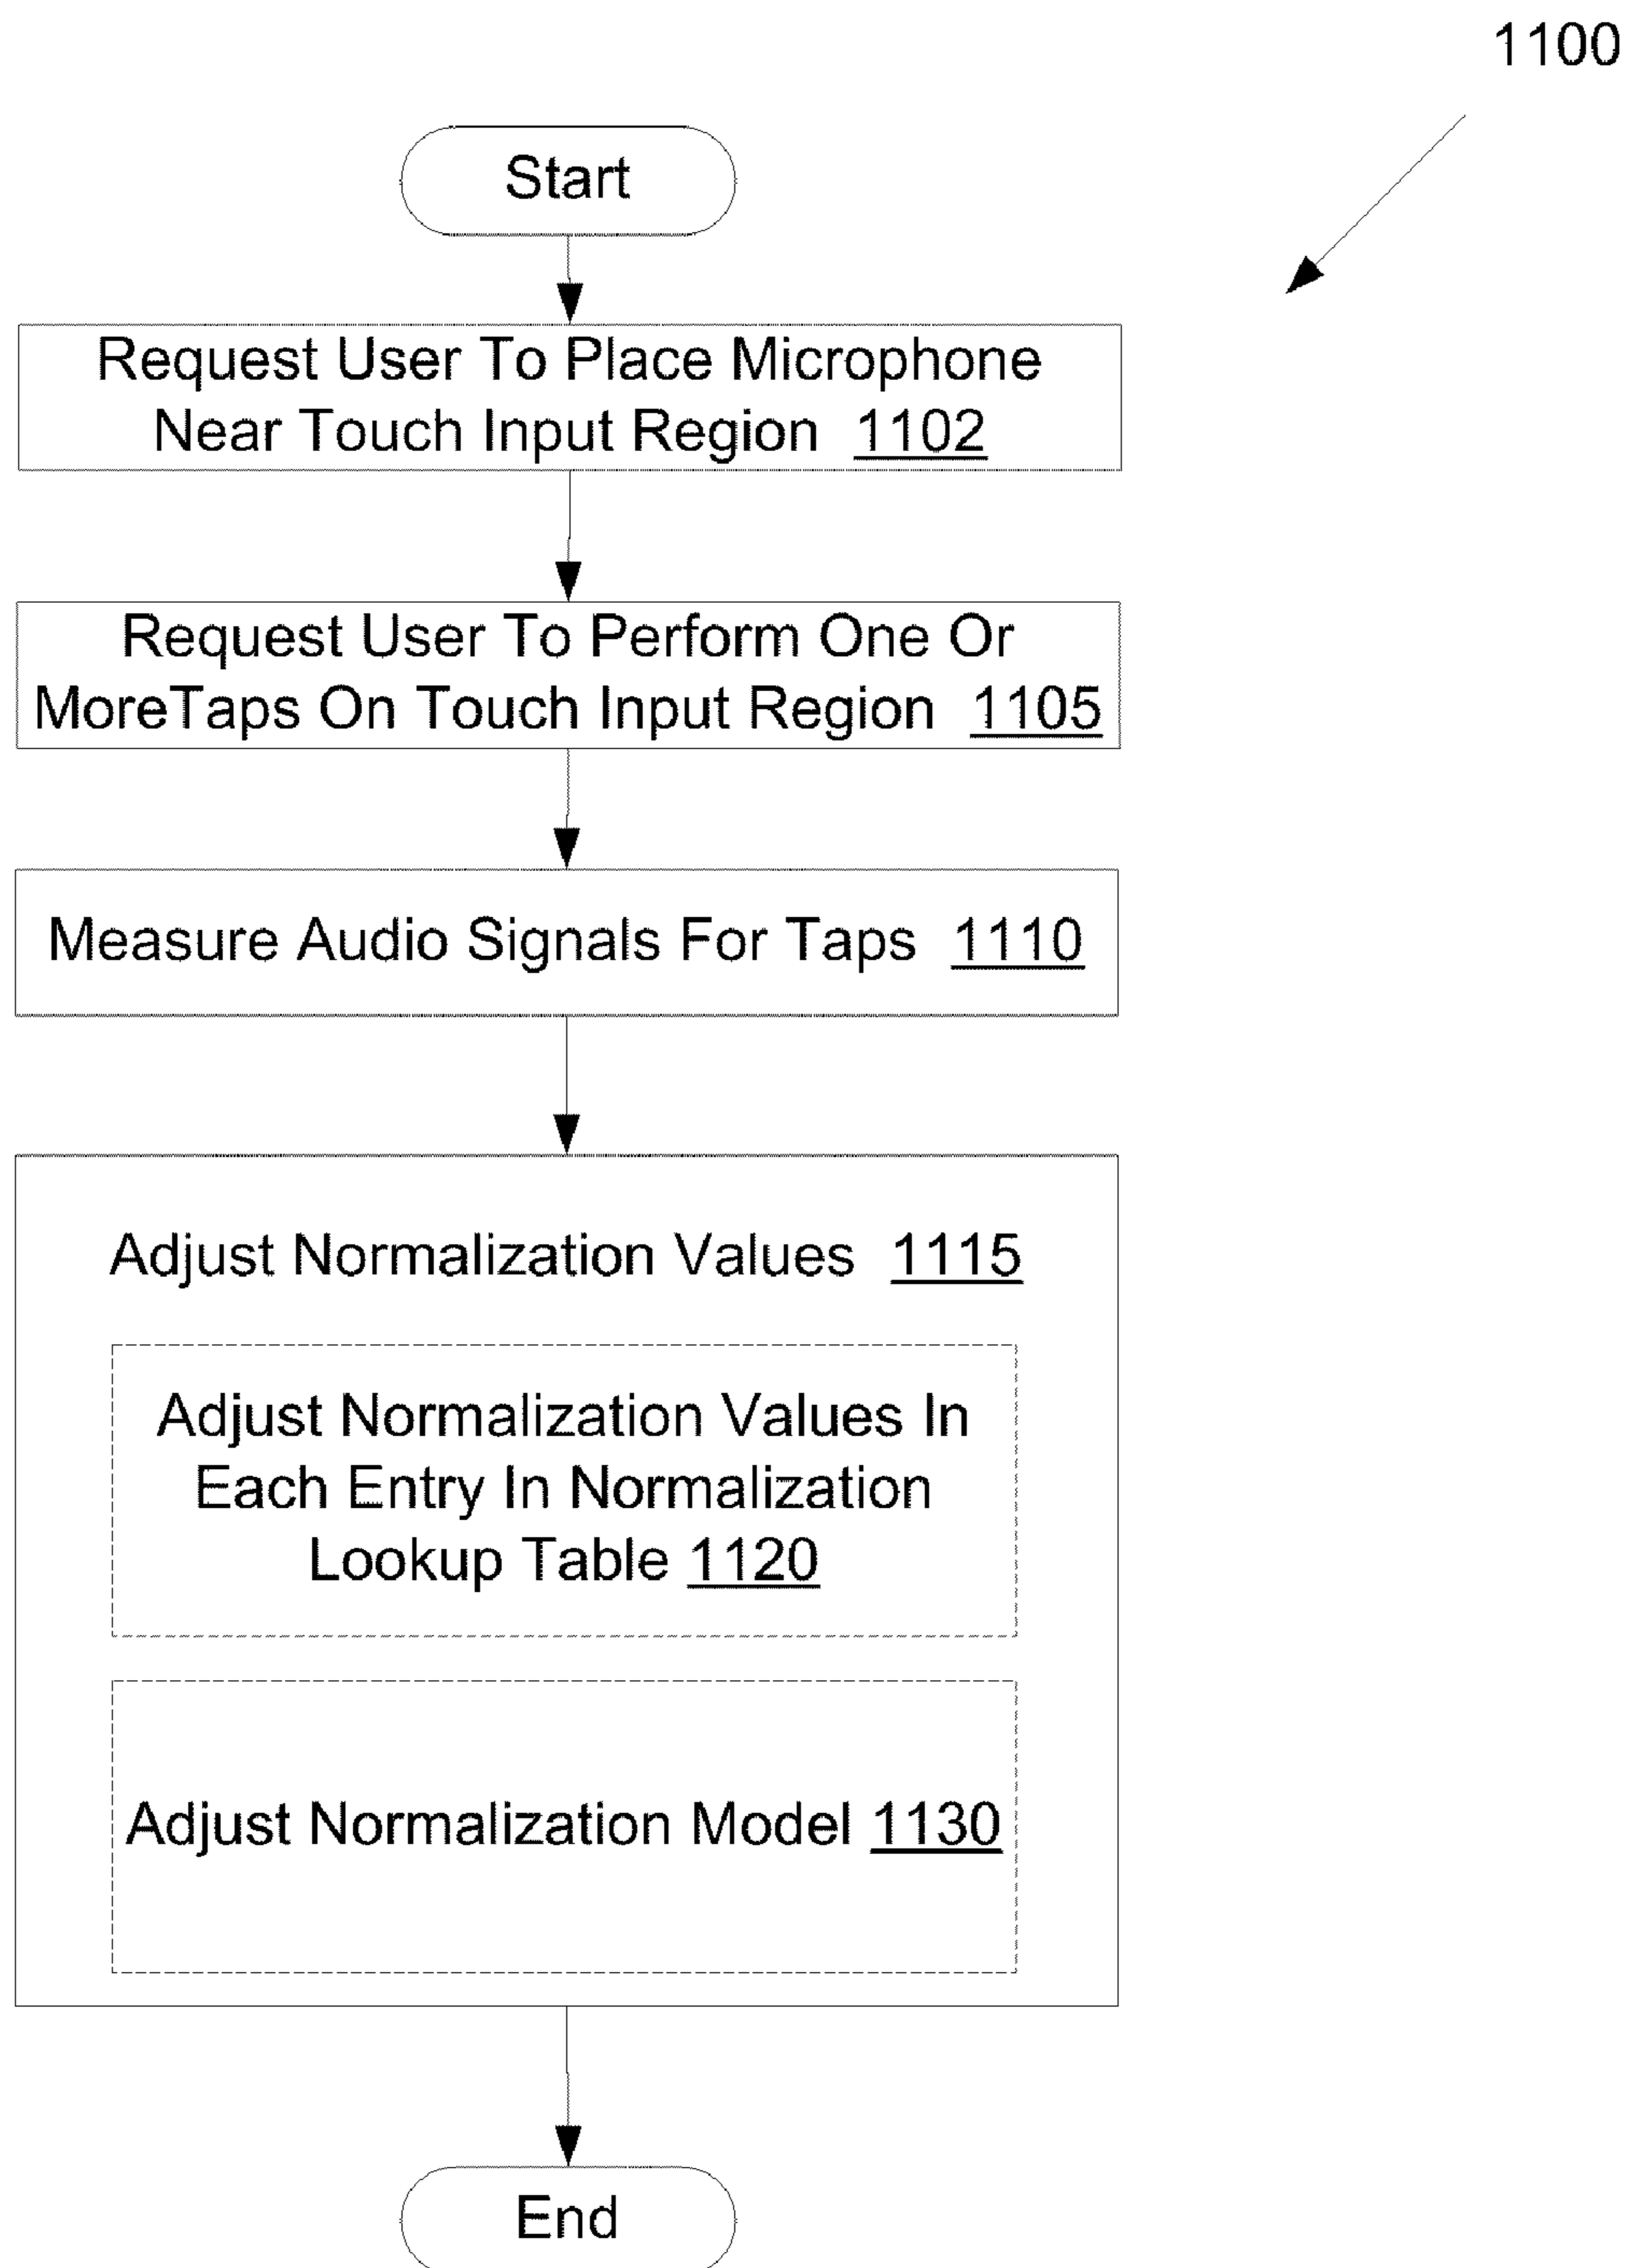 1100
Start
Request User To Place Microphone
Near Touch Input Region 1102
Request User To Perform One Or
MoreTaps On Touch Input Region 1105
Measure Audio Signals For Taps 1110
Adjust Normalization Values 1115
Adjust Normalization Values In
Each Entry In Normalization
Lookup Table 1120
Adjust Normalization Model 1130
End